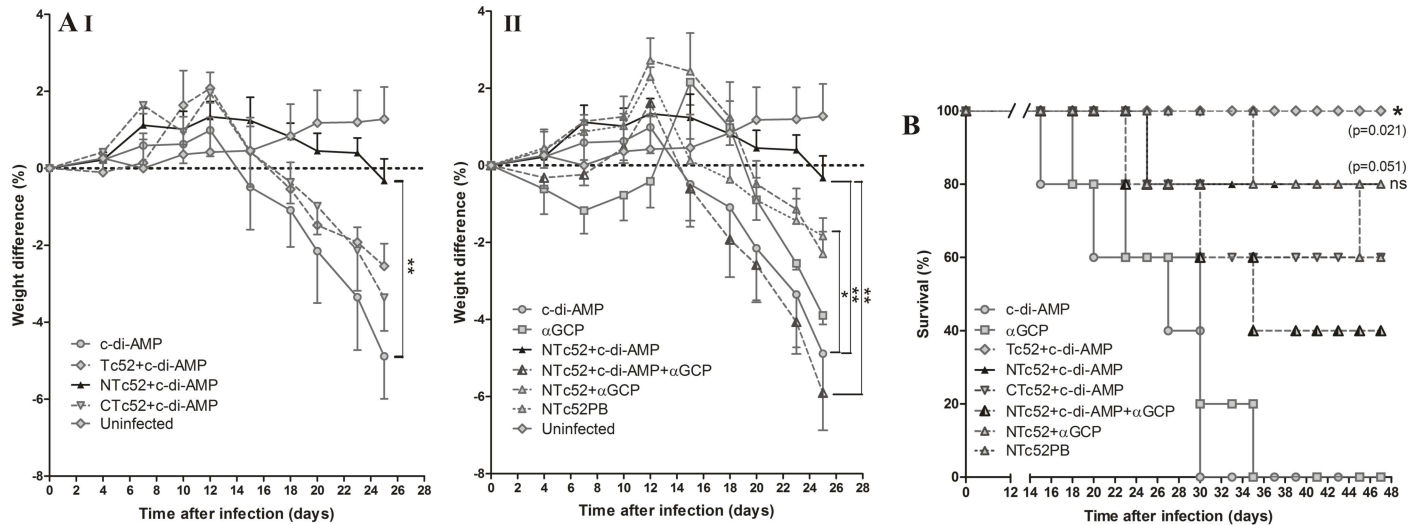 A I
4
2
0
-2
-4
-6
-8
Weight difference (%)
**
c-di-AMP
Tc52+c-di-AMP
NTc52+c-di-AMP
CTc52+c-di-AMP
Uninfected
0 2 4 6 8 10 12 14 16 18 20 22 24 26 28
Time after infection (days)
II
4
2
0
-2
-4
-6
-8
Weight difference (%)
* ** **
c-di-AMP
αGCP
NTc52+c-di-AMP
NTc52+c-di-AMP+αGCP
NTc52+αGCP
NTc52PB
Uninfected
0 2 4 6 8 10 12 14 16 18 20 22 24 26 28
Time after infection (days)
B
100
80
60
40
20
0
Survival (%)
*
(p=0.021)
(p=0.051)
ns
c-di-AMP
αGCP
Tc52+c-di-AMP
NTc52+c-di-AMP
CTc52+c-di-AMP
NTc52+c-di-AMP+αGCP
NTc52+αGCP
NTc52PB
0 12 14 16 18 20 22 24 26 28 30 32 34 36 38 40 42 44 46 48
Time after infection (days)